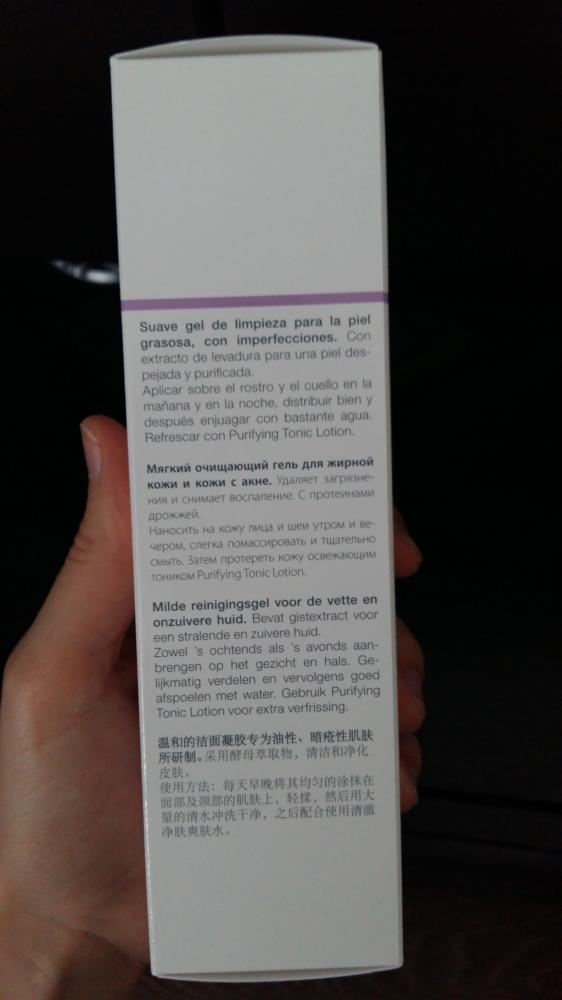 Suave gel de limpieza para la piel
grasosa, con imperfecciones. Con
extracto de levadura para una piel des-
pejada y purificada.
Aplicar sobre el rostro y el cuello en la
mañana y en la noche, distribuir bien y
después enjuagar con bastante agua.
Refrescar con Purifying Tonic Lotion.
Мягкий очищающий гель для жирной
кожи и кожи с акне. Удаляет загрязне-
ния и снимает воспаление. С протеинами
дрожжей.
Наносить на кожу лица и шеи утром и ве-
чером, слегка помассировать и тщательно
смыть. Затем протереть кожу освежающим
тоником Purifying Tonic Lotion.
Milde reinigingsgel voor de vette en
onzuivere huid. Bevat gistextract voor
een stralende en zuivere huid.
Zowel 's ochtends als 's avonds aan-
brengen op het gezicht en hals. Ge-
lijkmatig verdelen en vervolgens goed
afspoelen met water. Gebruik Purifying
Tonic Lotion voor extra verfrissing.
温和的洁面凝胶专为油性、暗疮性肌肤
所研制。采用酵母萃取物，清洁和净化
皮肤。
使用方法：每天早晚将其均匀的涂抹在
面部及颈部的肌肤上，轻揉，然后用大
量的清水冲洗干净，之后配合使用清澈
净肤爽肤水。